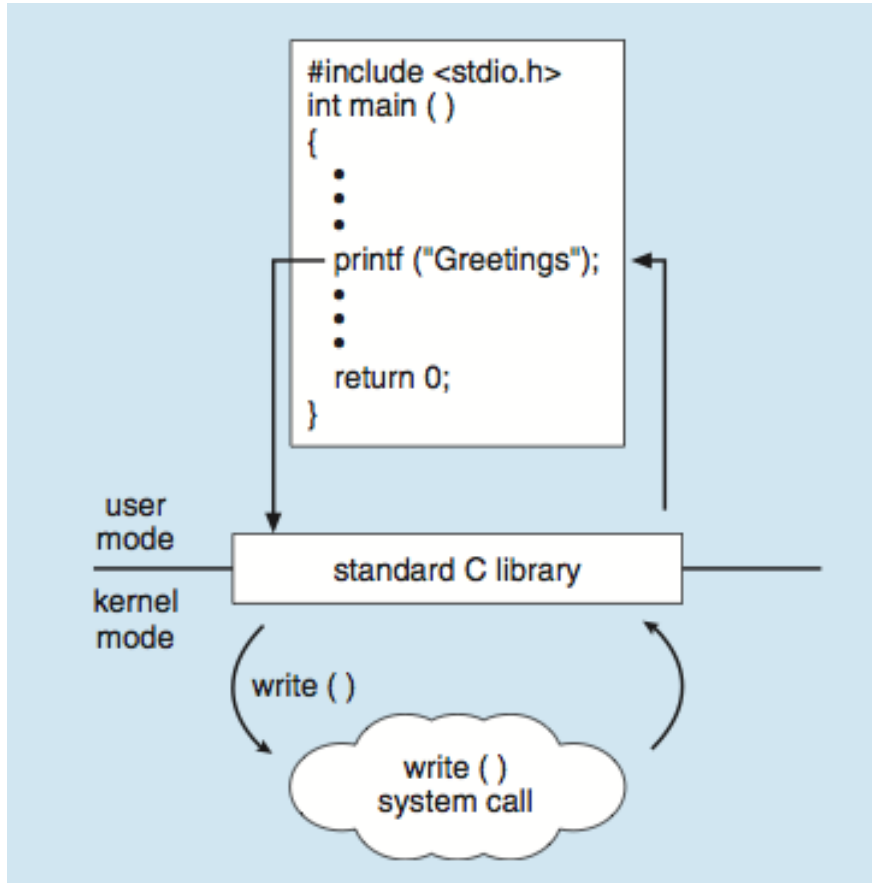 #include <stdio.h>
int main ( )
{
•
•
•
printf ("Greetings");
•
•
•
return 0;
}
user
mode
standard C library
kernel
mode
write ( )
write ( )
system call